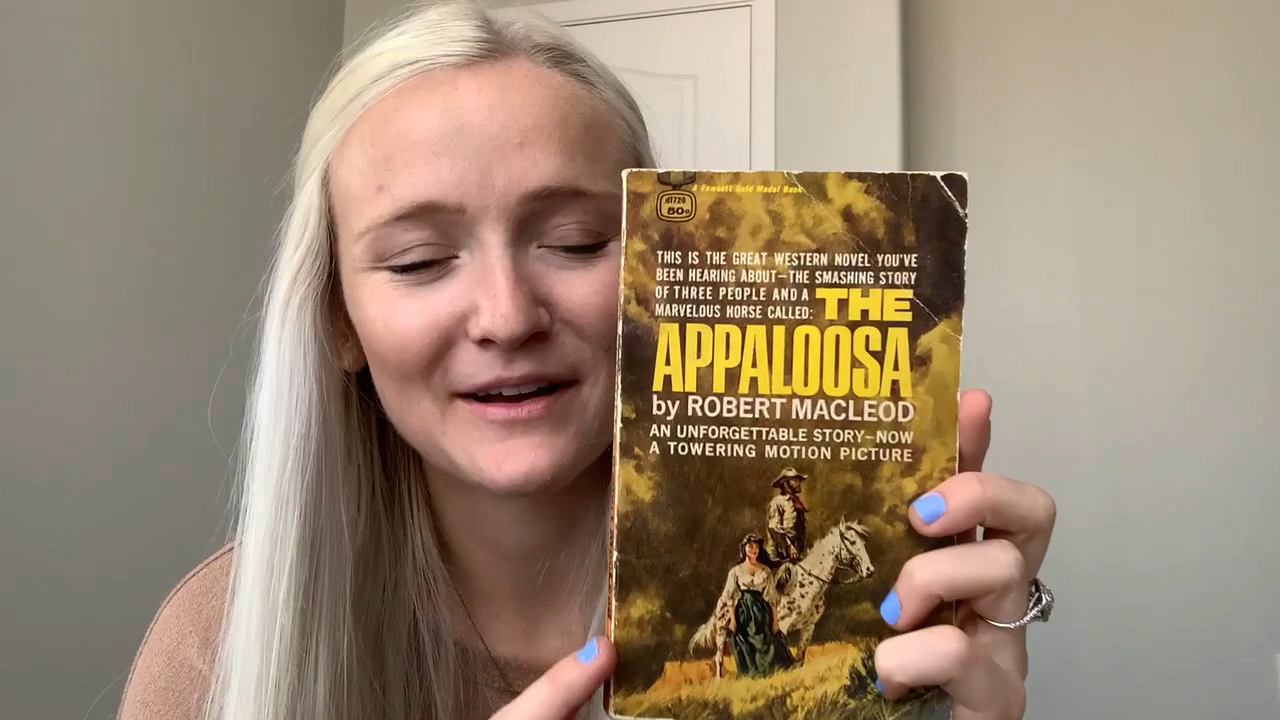 A Fawcett Gold Medal Book
d1720
50c
THIS IS THE GREAT WESTERN NOVEL YOU'VE
BEEN HEARING ABOUT—THE SMASHING STORY
OF THREE PEOPLE AND A
MARVELOUS HORSE CALLED: THE
APPALOOSA
by ROBERT MACLEOD
AN UNFORGETTABLE STORY—NOW
A TOWERING MOTION PICTURE